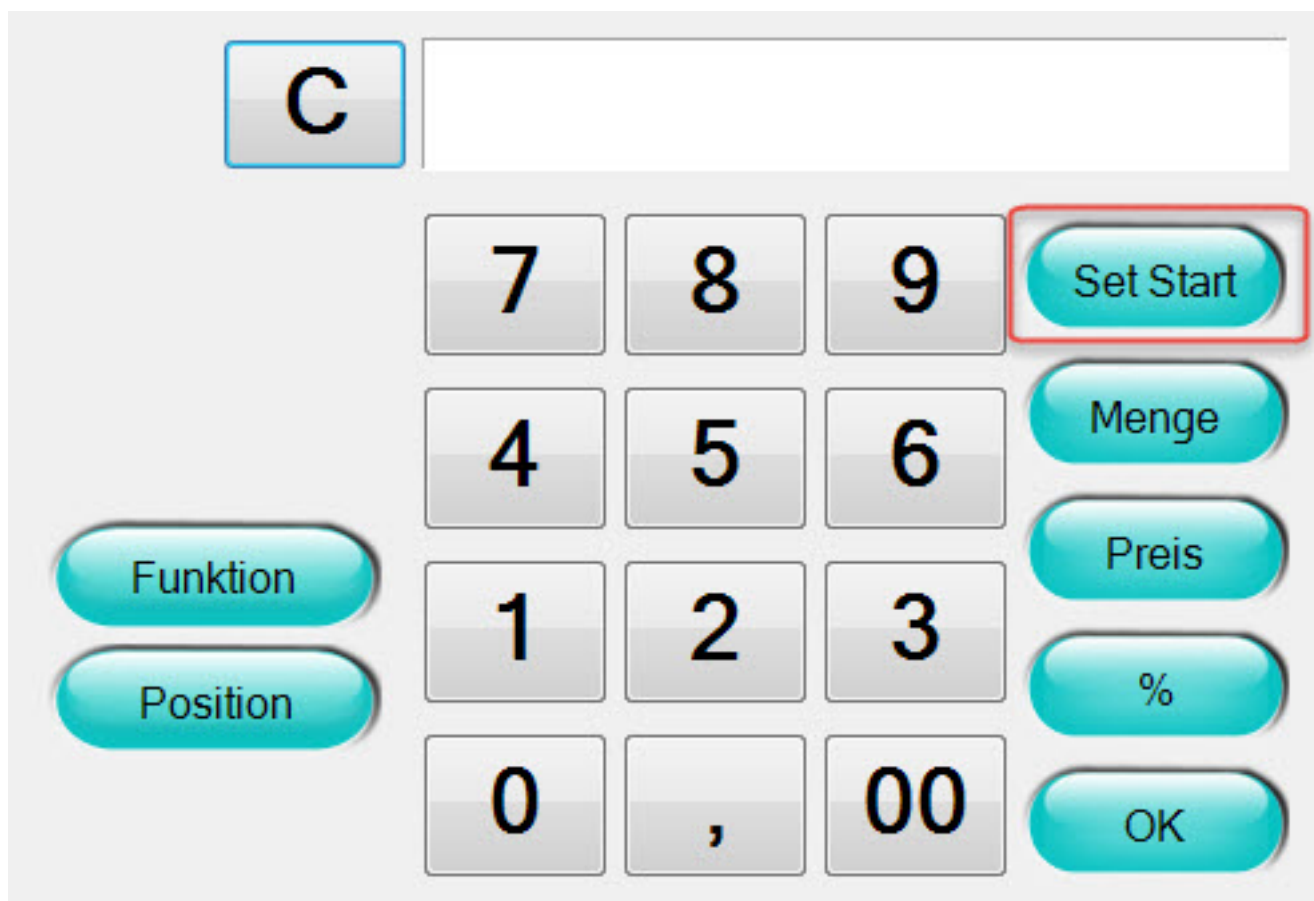 C
7 8 9 Set Start
4 5 6 Menge
Funktion 1 2 3 Preis
Position %
0 , 00 OK